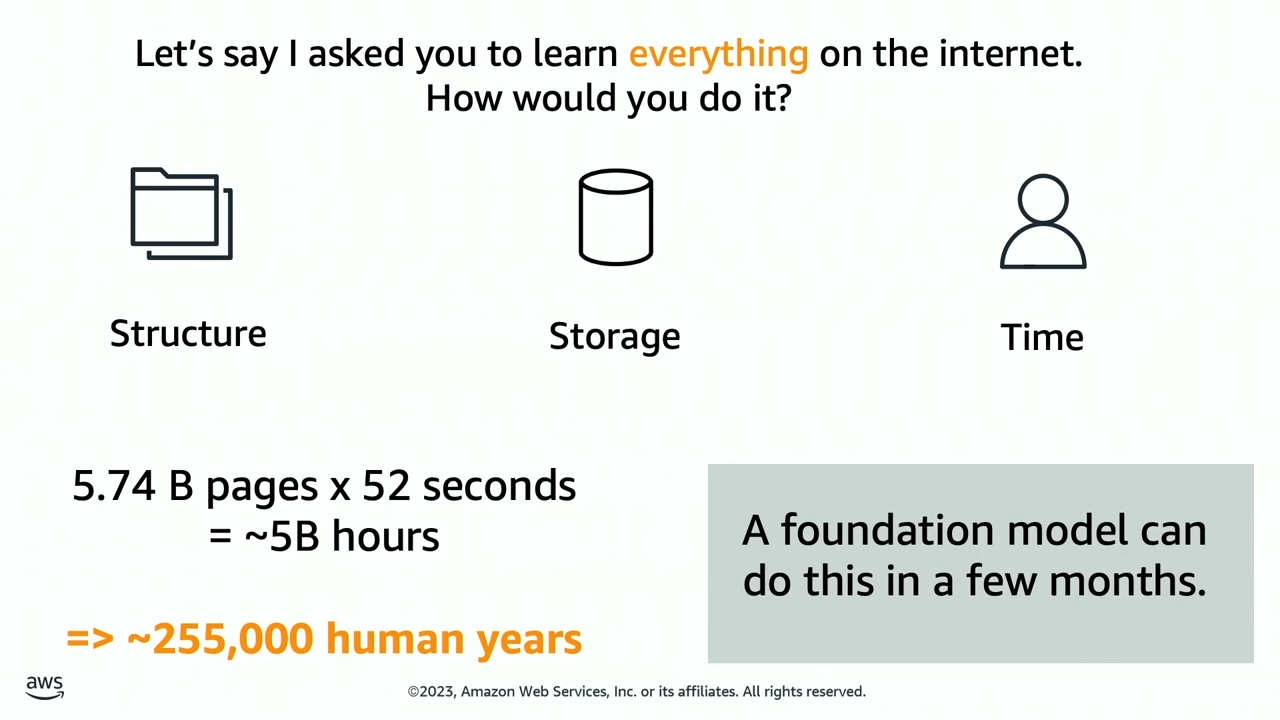 Let's say I asked you to learn everything on the internet.
How would you do it?
Structure
Storage
Time
5.74 B pages x 52 seconds
= ~5B hours
=> ~255,000 human years
A foundation model can
do this in a few months.
aws
©2023, Amazon Web Services, Inc. or its affiliates. All rights reserved.